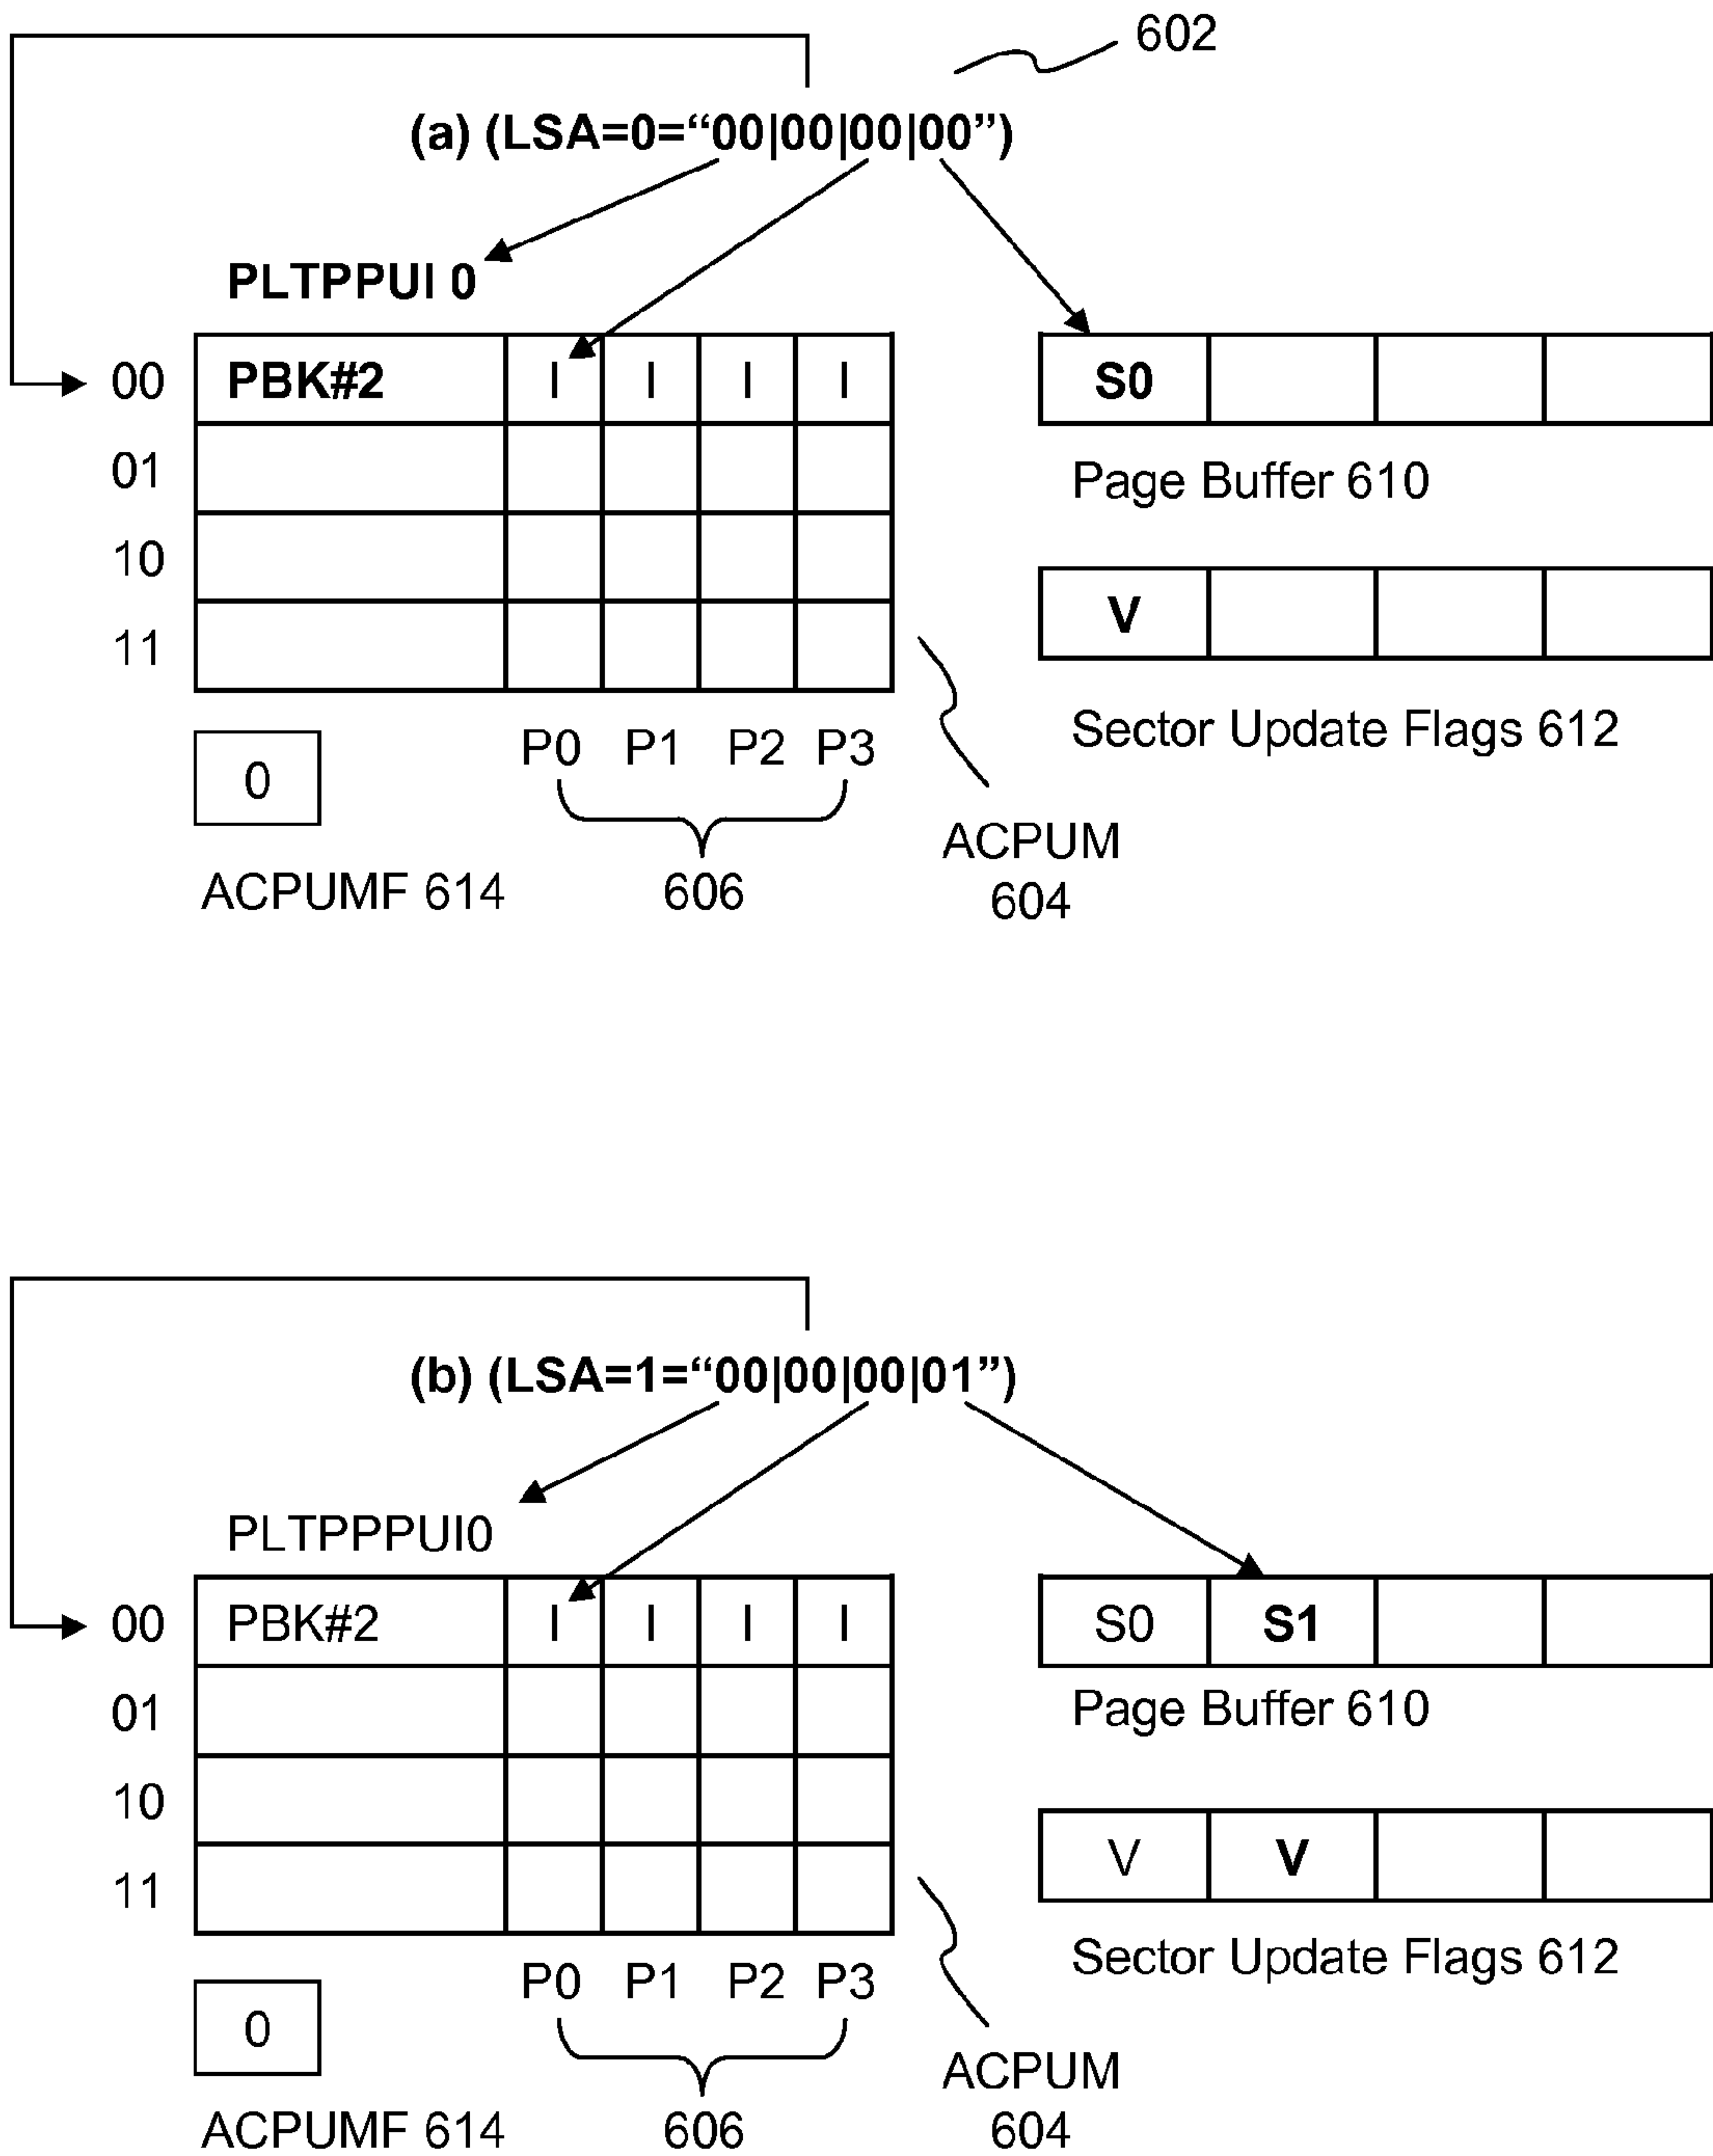 602
(a) (LSA=0=“00|00|00|00”)
PLTPPUI 0
00 PBK#2 I I I I S0
01
Page Buffer 610
10
V
11
Sector Update Flags 612
P0 P1 P2 P3
0
ACPUM
ACPUMF 614 606 604
(b) (LSA=1=“00|00|00|01”)
PLTPPPUI0
00 PBK#2 I I I I S0 S1
01 Page Buffer 610
10
V V
11
Sector Update Flags 612
P0 P1 P2 P3
0
ACPUM
ACPUMF 614 606 604